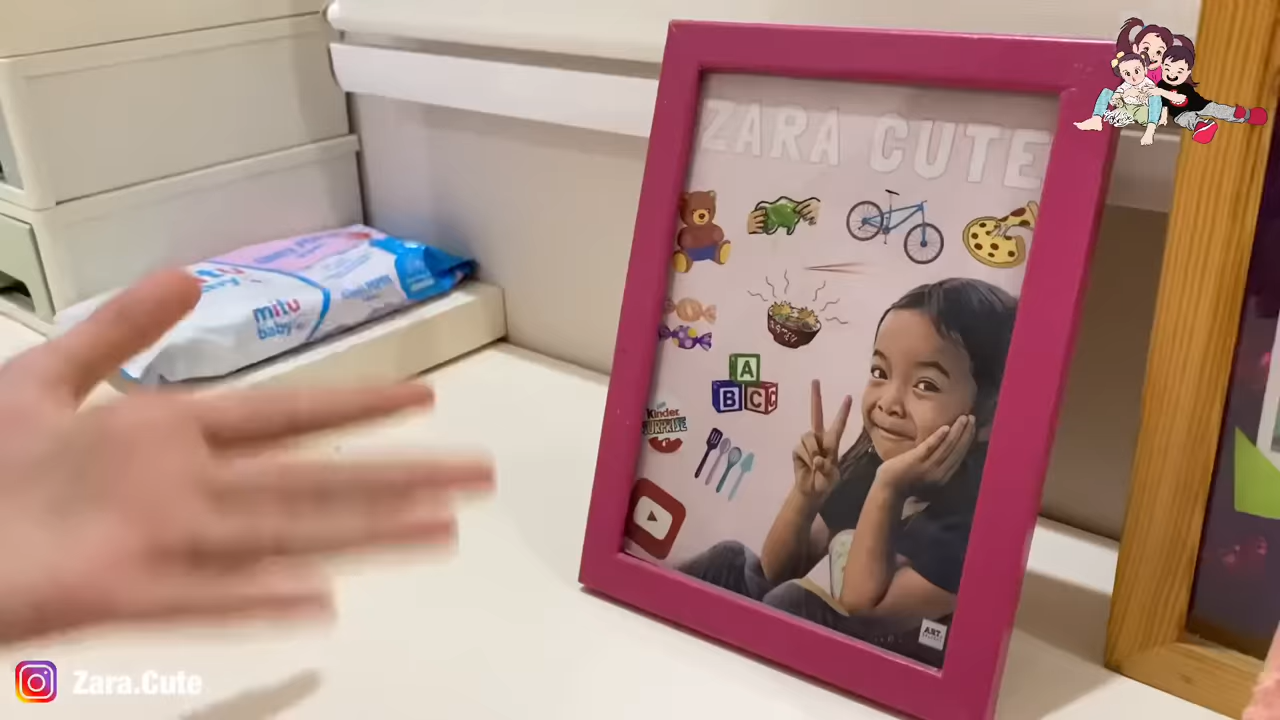 ZARA CUTE
mitu
baby
A
B C C
Kinder
SURPRISE
ART
Zara.Cute